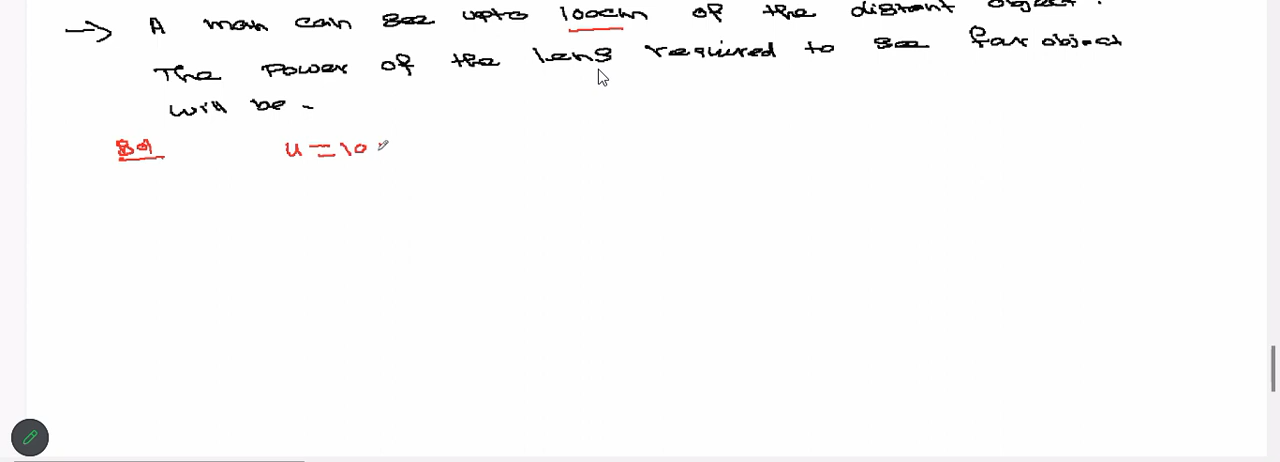 → A man can see upto 100cm of the distant object.
The Power of the lens required to see far object
will be -
Sol u = 10